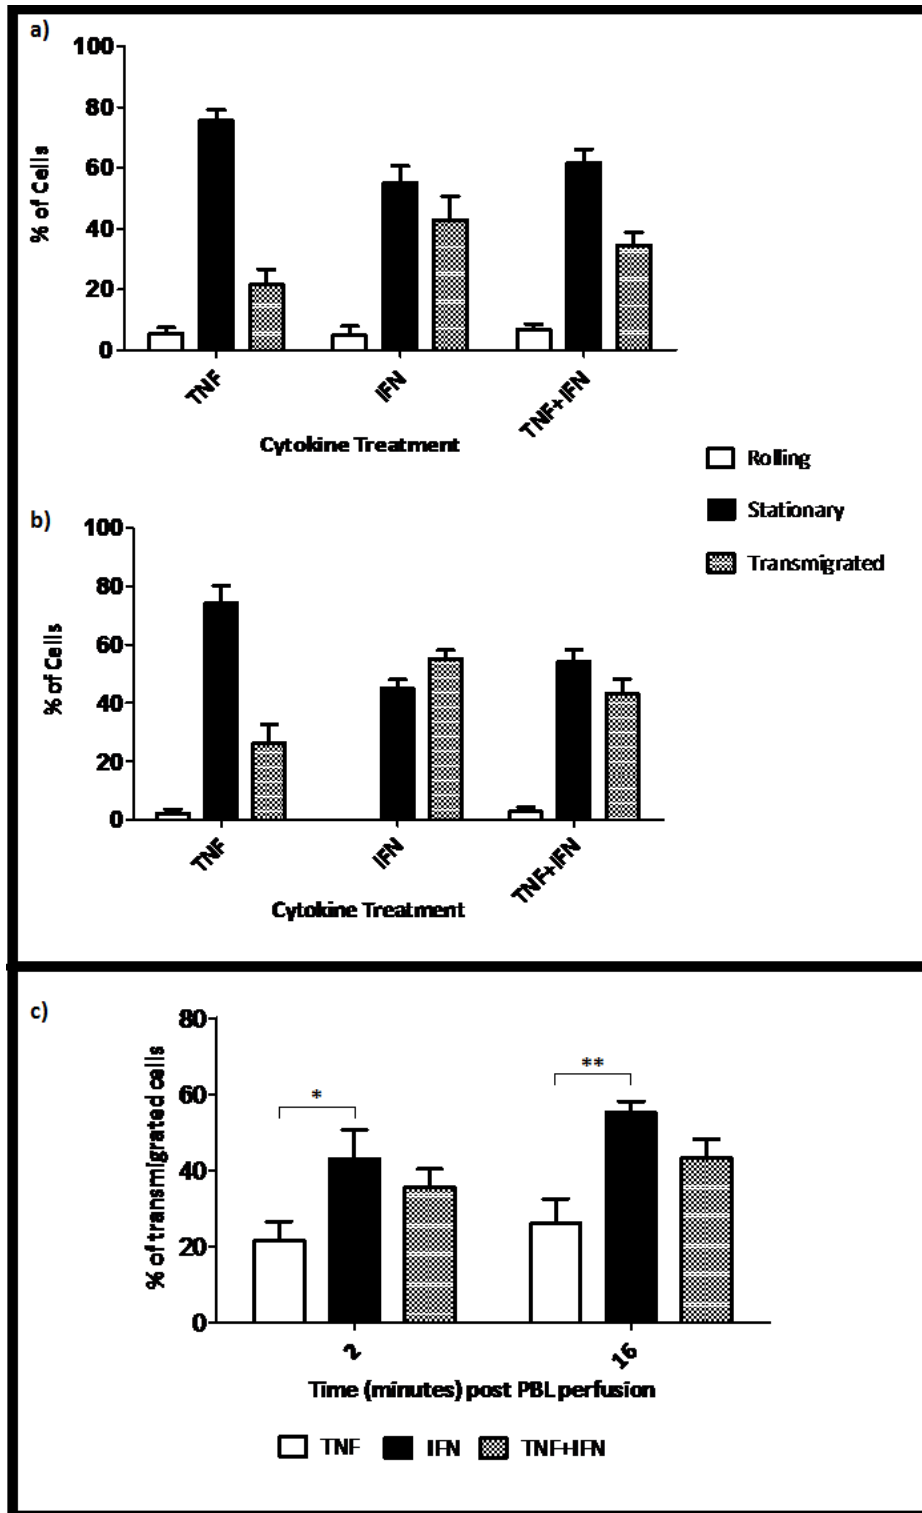 a)
100
80
60
40
20
0
% of Cells
TNF
IFN
TNF+IFN
Cytokine Treatment
Rolling
Stationary
Transmigrated
b)
100
80
60
40
20
0
% of Cells
TNF
IFN
TNF+IFN
Cytokine Treatment
c)
80
60
40
20
0
% of transmigrated cells
*
**
2
16
Time (minutes) post PBL perfusion
TNF IFN TNF+IFN